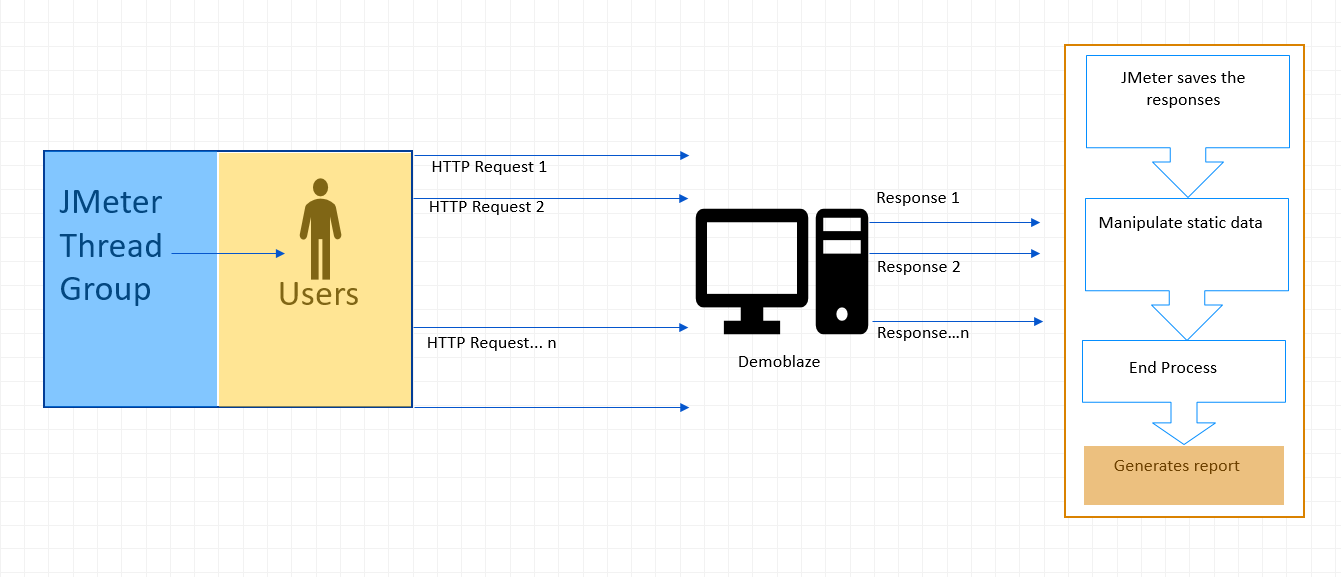 JMeter
Thread
Group
Users
HTTP Request 1
HTTP Request 2
HTTP Request... n
Demoblaze
Response 1
Response 2
Response...n
JMeter saves the
responses
Manipulate static data
End Process
Generates report